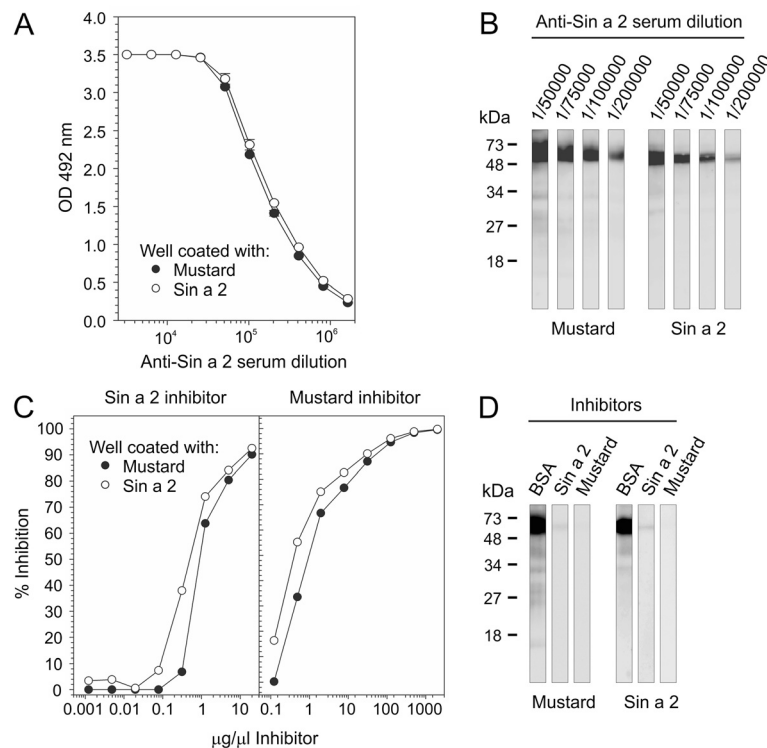 A
4.0
3.5
3.0
2.5
2.0
1.5
1.0
0.5
0.0
OD 492 nm
Well coated with:
Mustard
Sin a 2
10⁴ 10⁵ 10⁶
Anti-Sin a 2 serum dilution
B
Anti-Sin a 2 serum dilution
1/50000 1/75000 1/100000 1/200000 1/50000 1/75000 1/100000 1/200000
kDa
73
48
34
27
18
Mustard Sin a 2
C
Sin a 2 inhibitor Mustard inhibitor
100
90
80
70
60
50
40
30
20
10
0
% Inhibition
Well coated with:
Mustard
Sin a 2
0.001 0.01 0.1 1 10 0.1 1 10 100 1000
µg/µl Inhibitor
D
Inhibitors
BSA Sin a 2 Mustard BSA Sin a 2 Mustard
kDa
73
48
34
27
18
Mustard Sin a 2